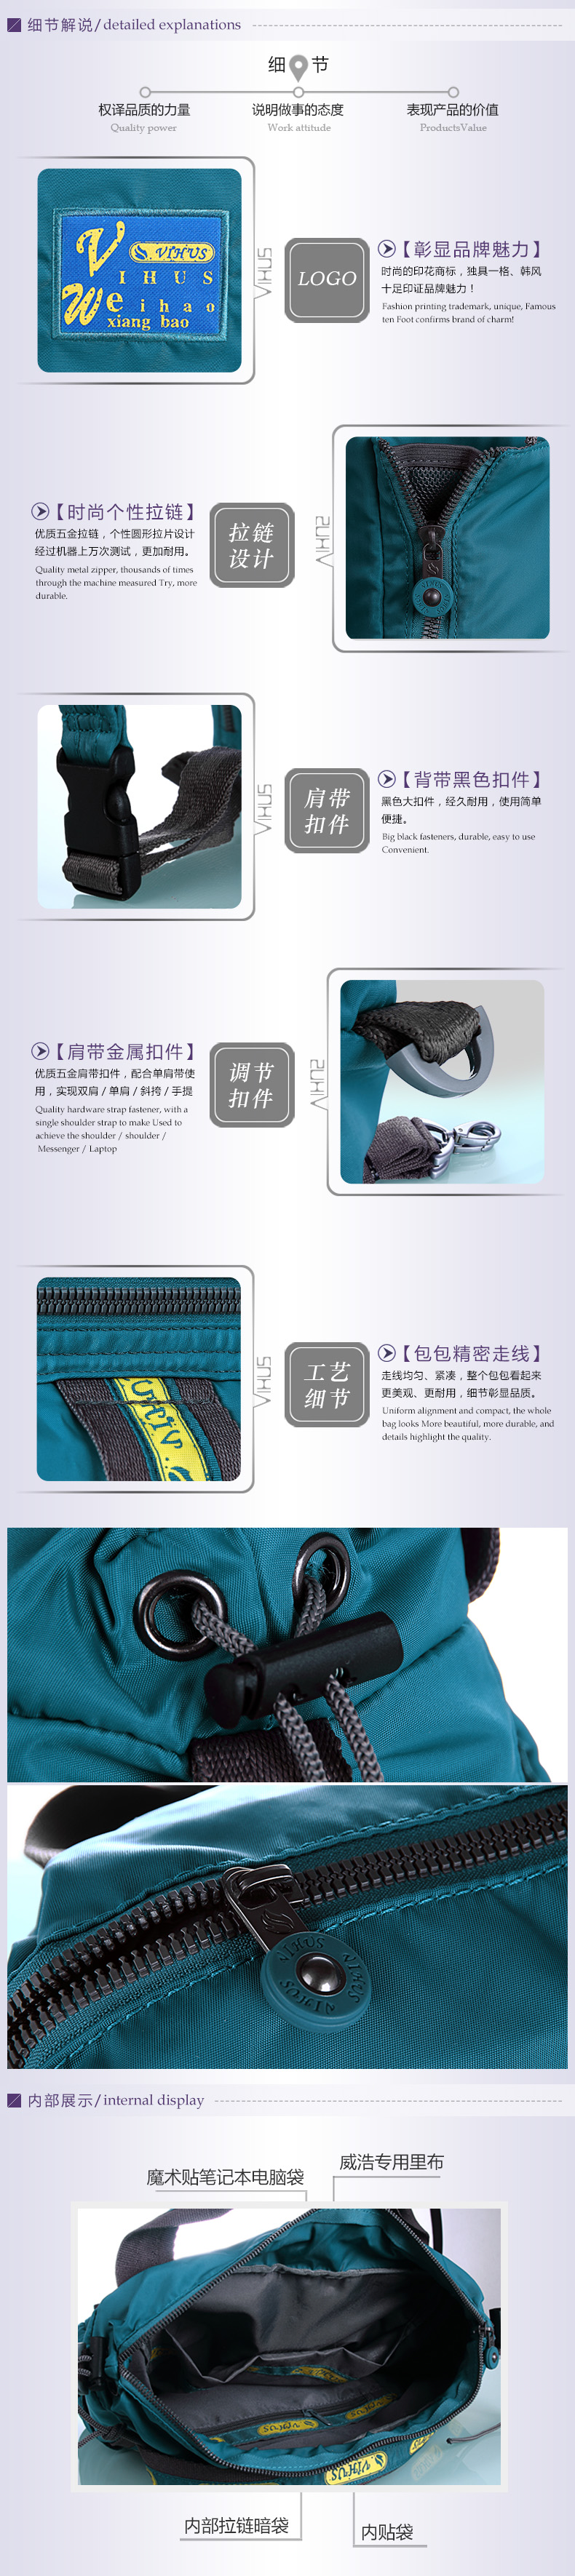 细节解说/detailed explanations
细 节
权译品质的力量 说明做事的态度 表现产品的价值
Quality power Work attitude ProductsValue
VIHUS
V I H U S
Weihao
xiang bao
VIHUS
LOGO
【彰显品牌魅力】
时尚的印花商标，独具一格、韩风
十足印证品牌魅力！
Fashion printing trademark, unique, Famous
ten Foot confirms brand of charm!
【时尚个性拉链】
优质五金拉链，个性圆形拉片设计
经过机器上万次测试，更加耐用。
Quality metal zipper, thousands of times
through the machine measured Try, more
durable.
拉链
设计
VIHUS
VIHUS
VIHUS
肩带
扣件
【背带黑色扣件】
黑色大扣件，经久耐用，使用简单
便捷。
Big black fasteners, durable, easy to use
Convenient.
【肩带金属扣件】
优质五金肩带扣件，配合单肩带使
用，实现双肩/单肩/斜挎/手提
Quality hardware strap fastener, with a
single shoulder strap to make Used to
achieve the shoulder / shoulder /
Messenger / Laptop
调节
扣件
VIHUS
VIHUS
工艺
细节
【包包精密走线】
走线均匀、紧凑，整个包包看起来
更美观、更耐用，细节彰显品质。
Uniform alignment and compact, the whole
bag looks More beautiful, more durable, and
details highlight the quality.
VIHUS VIHUS VIHUS
内部展示/internal display
威浩专用里布
魔术贴笔记本电脑袋
VIHUS
内部拉链暗袋
内贴袋